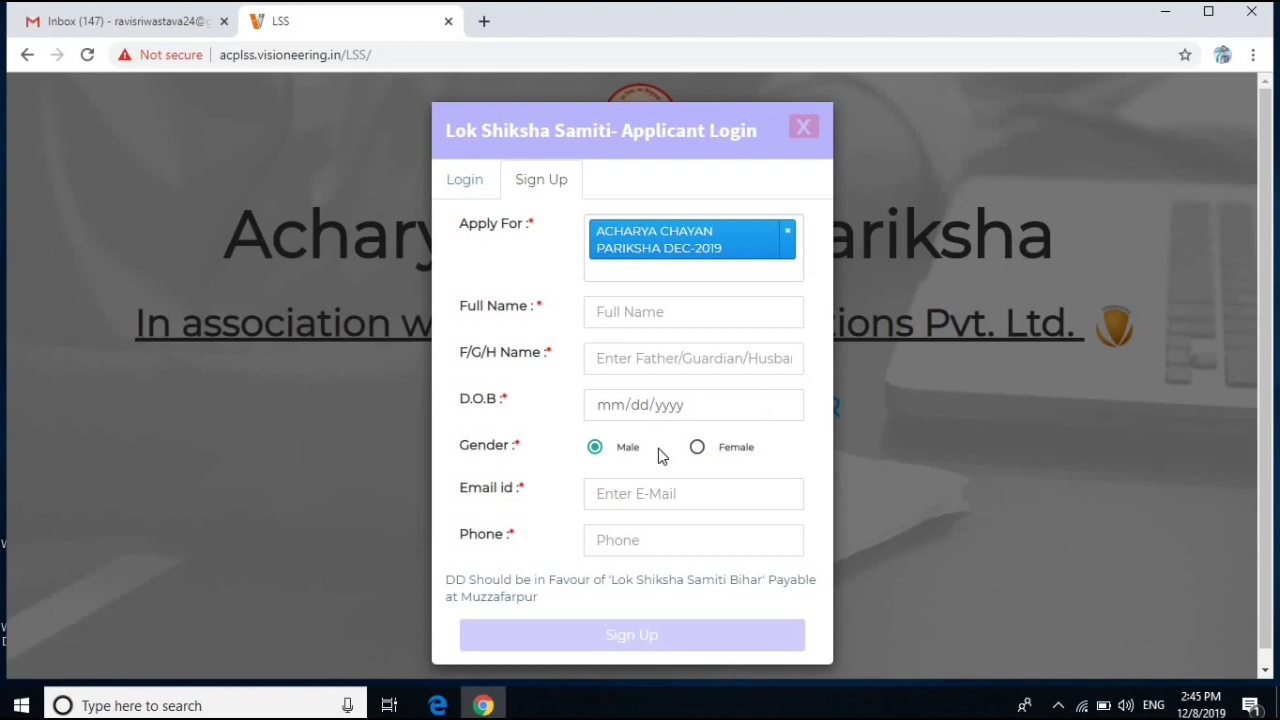 Inbox (147) - ravisriwastava24@
LSS
Not secure
acplss.visioneering.in/LSS/
Lok Shiksha Samiti- Applicant Login
X
Login
Sign Up
Acharya
ariksha
In association w
tions Pvt. Ltd.
Apply For :*
ACHARYA CHAYAN
PARIKSHA DEC-2019
×
Full Name : *
Full Name
F/G/H Name :*
Enter Father/Guardian/Husba
D.O.B :*
mm/dd/yyyy
R
Gender :*
Male
Female
Email id :*
Enter E-Mail
Phone :*
Phone
DD Should be in Favour of 'Lok Shiksha Samiti Bihar' Payable
at Muzzafarpur
Sign Up
Type here to search
ENG
2:45 PM
12/8/2019
1